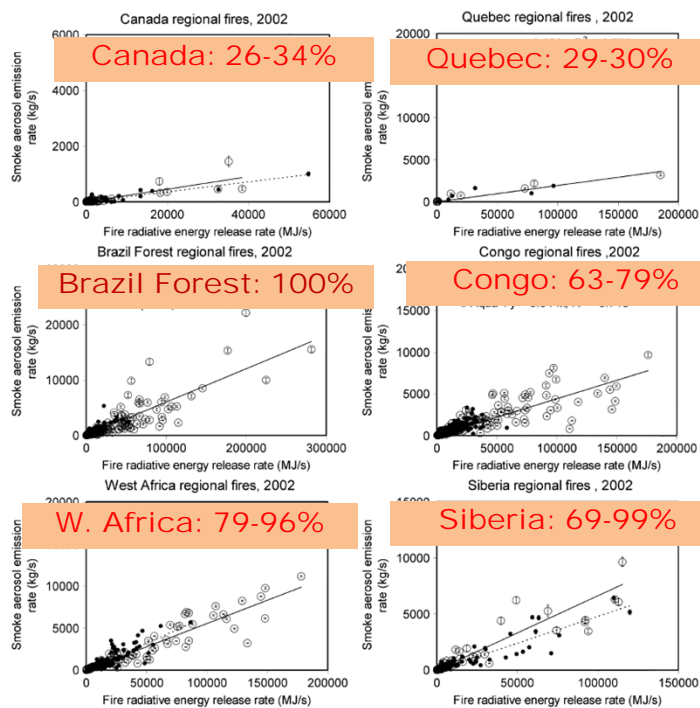 Canada regional fires, 2002
Canada: 26-34%
6000
4000
2000
0
0 20000 40000 60000
Smoke aerosol emission
rate (kg/s)
Fire radiative energy release rate (MJ/s)
Quebec regional fires , 2002
20000
Quebec: 29-30%
10000
5000
0
0 50000 100000 150000 200000
Smoke aerosol emission
rate (kg/s)
Fire radiative energy release rate (MJ/s)
Brazil Forest regional fires, 2002
Brazil Forest: 100%
20000
10000
0
0 100000 200000 300000
Smoke aerosol emission
rate (kg/s)
Fire radiative energy release rate (MJ/s)
Congo regional fires ,2002
Congo: 63-79%
10000
5000
0
0 50000 100000 150000 200000
Smoke aerosol emission
rate (kg/s)
Fire radiative energy release rate (MJ/s)
West Africa regional fires, 2002
20000
W. Africa: 79-96%
10000
5000
0
0 50000 100000 150000 200000
Smoke aerosol emission
rate (kg/s)
Fire radiative energy release rate (MJ/s)
Siberia regional fires , 2002
Siberia: 69-99%
10000
5000
0
0 50000 100000 150000
Smoke aerosol emission
rate (kg/s)
Fire radiative energy release rate (MJ/s)